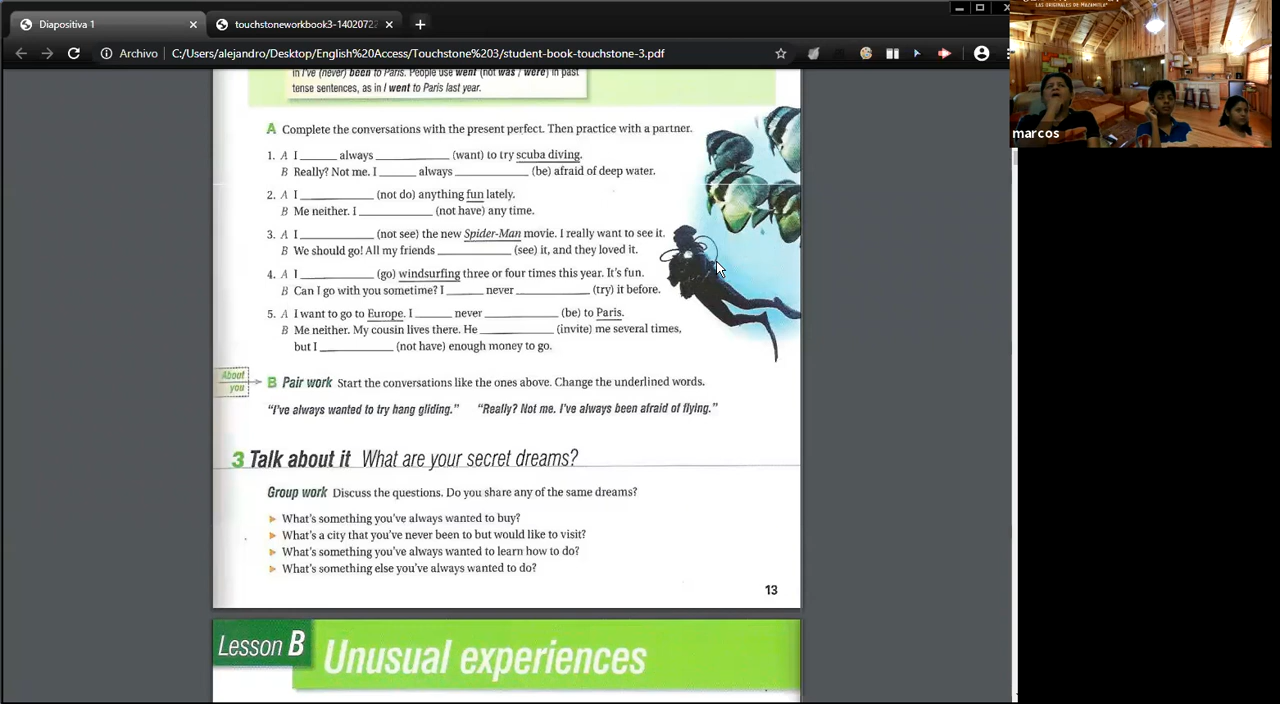 Diapositiva 1
touchstoneworkbook3-1402072
Archivo
C:/Users/alejandro/Desktop/English%20Access/Touchstone%203/student-book-touchstone-3.pdf
LAS ORIGINALES DE MAZAMITLA
marcos
in I've (never) been to Paris. People use went (not was / were) in past
tense sentences, as in I went to Paris last year.
A Complete the conversations with the present perfect. Then practice with a partner.
1. A I ______ always ____________ (want) to try scuba diving.
B Really? Not me. I ______ always ____________ (be) afraid of deep water.
2. A I ____________ (not do) anything fun lately.
B Me neither. I ____________ (not have) any time.
3. A I ____________ (not see) the new Spider-Man movie. I really want to see it.
B We should go! All my friends ____________ (see) it, and they loved it.
4. A I ____________ (go) windsurfing three or four times this year. It's fun.
B Can I go with you sometime? I ______ never ____________ (try) it before.
5. A I want to go to Europe. I ______ never ____________ (be) to Paris.
B Me neither. My cousin lives there. He ____________ (invite) me several times,
but I ____________ (not have) enough money to go.
About
you
B Pair work Start the conversations like the ones above. Change the underlined words.
"I've always wanted to try hang gliding." "Really? Not me. I've always been afraid of flying."
3 Talk about it What are your secret dreams?
Group work Discuss the questions. Do you share any of the same dreams?
What's something you've always wanted to buy?
What's a city that you've never been to but would like to visit?
What's something you've always wanted to learn how to do?
What's something else you've always wanted to do?
13
Lesson B Unusual experiences